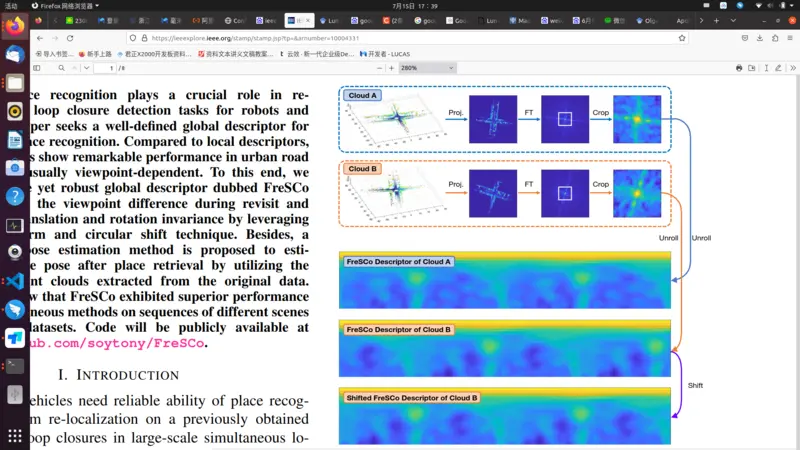 活动
Firefox 网络浏览器
7月15日 17：39
https://ieeexplore.ieee.org/stamp/stamp.jsp?tp=&arnumber=10004331
导入书签...
新手上路
君正X2000开发板资料...
资料文本讲义文稿教案...
云效 - 新一代企业级De...
开发者 - LUCAS
1
/ 8
280%
ce recognition plays a crucial role in re-
loop closure detection tasks for robots and
per seeks a well-defined global descriptor for
ce recognition. Compared to local descriptors,
s show remarkable performance in urban road
usually viewpoint-dependent. To this end, we
e yet robust global descriptor dubbed FreSCo
the viewpoint difference during revisit and
anslation and rotation invariance by leveraging
rm and circular shift technique. Besides, a
pose estimation method is proposed to esti-
e pose after place retrieval by utilizing the
nt clouds extracted from the original data.
w that FreSCo exhibited superior performance
neous methods on sequences of different scenes
datasets. Code will be publicly available at
ub.com/soytony/FreSCo.
I. INTRODUCTION
ehicles need reliable ability of place recog-
m re-localization on a previously obtained
oop closures in large-scale simultaneous lo-
Cloud A
Proj.
FT
Crop
Cloud B
Proj.
FT
Crop
Unroll
Unroll
FreSCo Descriptor of Cloud A
FreSCo Descriptor of Cloud B
Shift
Shifted FreSCo Descriptor of Cloud B